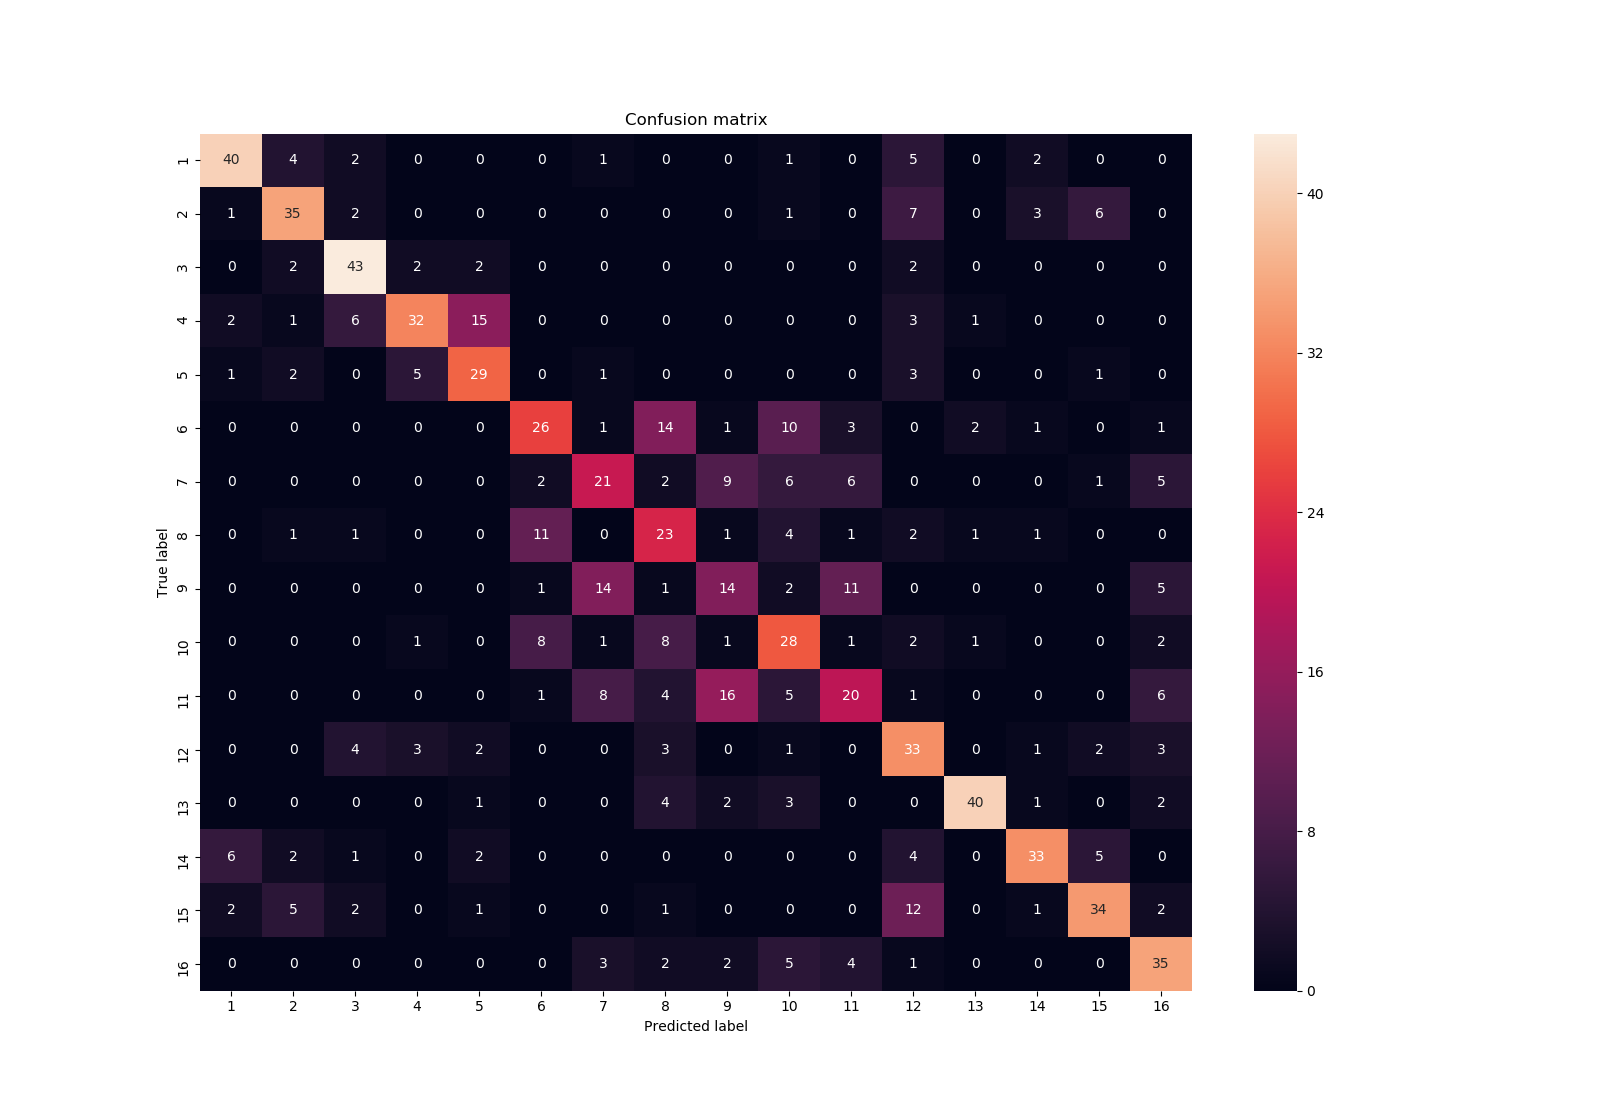 Confusion matrix
True label
1 40 4 2 0 0 0 1 0 0 1 0 5 0 2 0 0
2 1 35 2 0 0 0 0 0 0 1 0 7 0 3 6 0
3 0 2 43 2 2 0 0 0 0 0 0 2 0 0 0 0
4 2 1 6 32 15 0 0 0 0 0 0 3 1 0 0 0
5 1 2 0 5 29 0 1 0 0 0 0 3 0 0 1 0
6 0 0 0 0 0 26 1 14 1 10 3 0 2 1 0 1
7 0 0 0 0 0 2 21 2 9 6 6 0 0 0 1 5
8 0 1 1 0 0 11 0 23 1 4 1 2 1 1 0 0
9 0 0 0 0 0 1 14 1 14 2 11 0 0 0 0 5
10 0 0 0 1 0 8 1 8 1 28 1 2 1 0 0 2
11 0 0 0 0 0 1 8 4 16 5 20 1 0 0 0 6
12 0 0 4 3 2 0 0 3 0 1 0 33 0 1 2 3
13 0 0 0 0 1 0 0 4 2 3 0 0 40 1 0 2
14 6 2 1 0 2 0 0 0 0 0 0 4 0 33 5 0
15 2 5 2 0 1 0 0 1 0 0 0 12 0 1 34 2
16 0 0 0 0 0 0 3 2 2 5 4 1 0 0 0 35
1 2 3 4 5 6 7 8 9 10 11 12 13 14 15 16
Predicted label
40
32
24
16
8
0